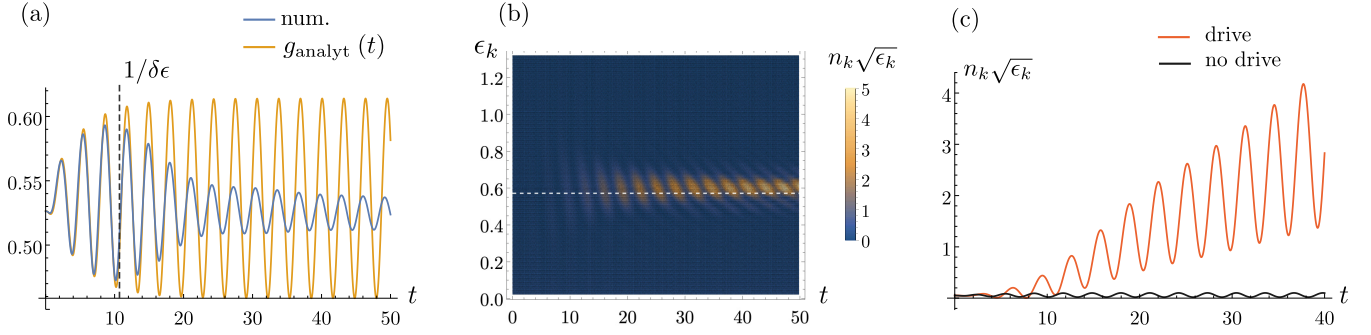 (a)
num.
g_analyt (t)
1/δϵ
0.60
0.55
0.50
10 20 30 40 50 t
(b)
ϵ_k
1.2
1.0
0.8
0.6
0.4
0.2
0.0
0 10 20 30 40 50 t
n_k√ϵ_k
5
4
3
2
1
0
(c)
drive
no drive
n_k√ϵ_k
4
3
2
1
10 20 30 40 t